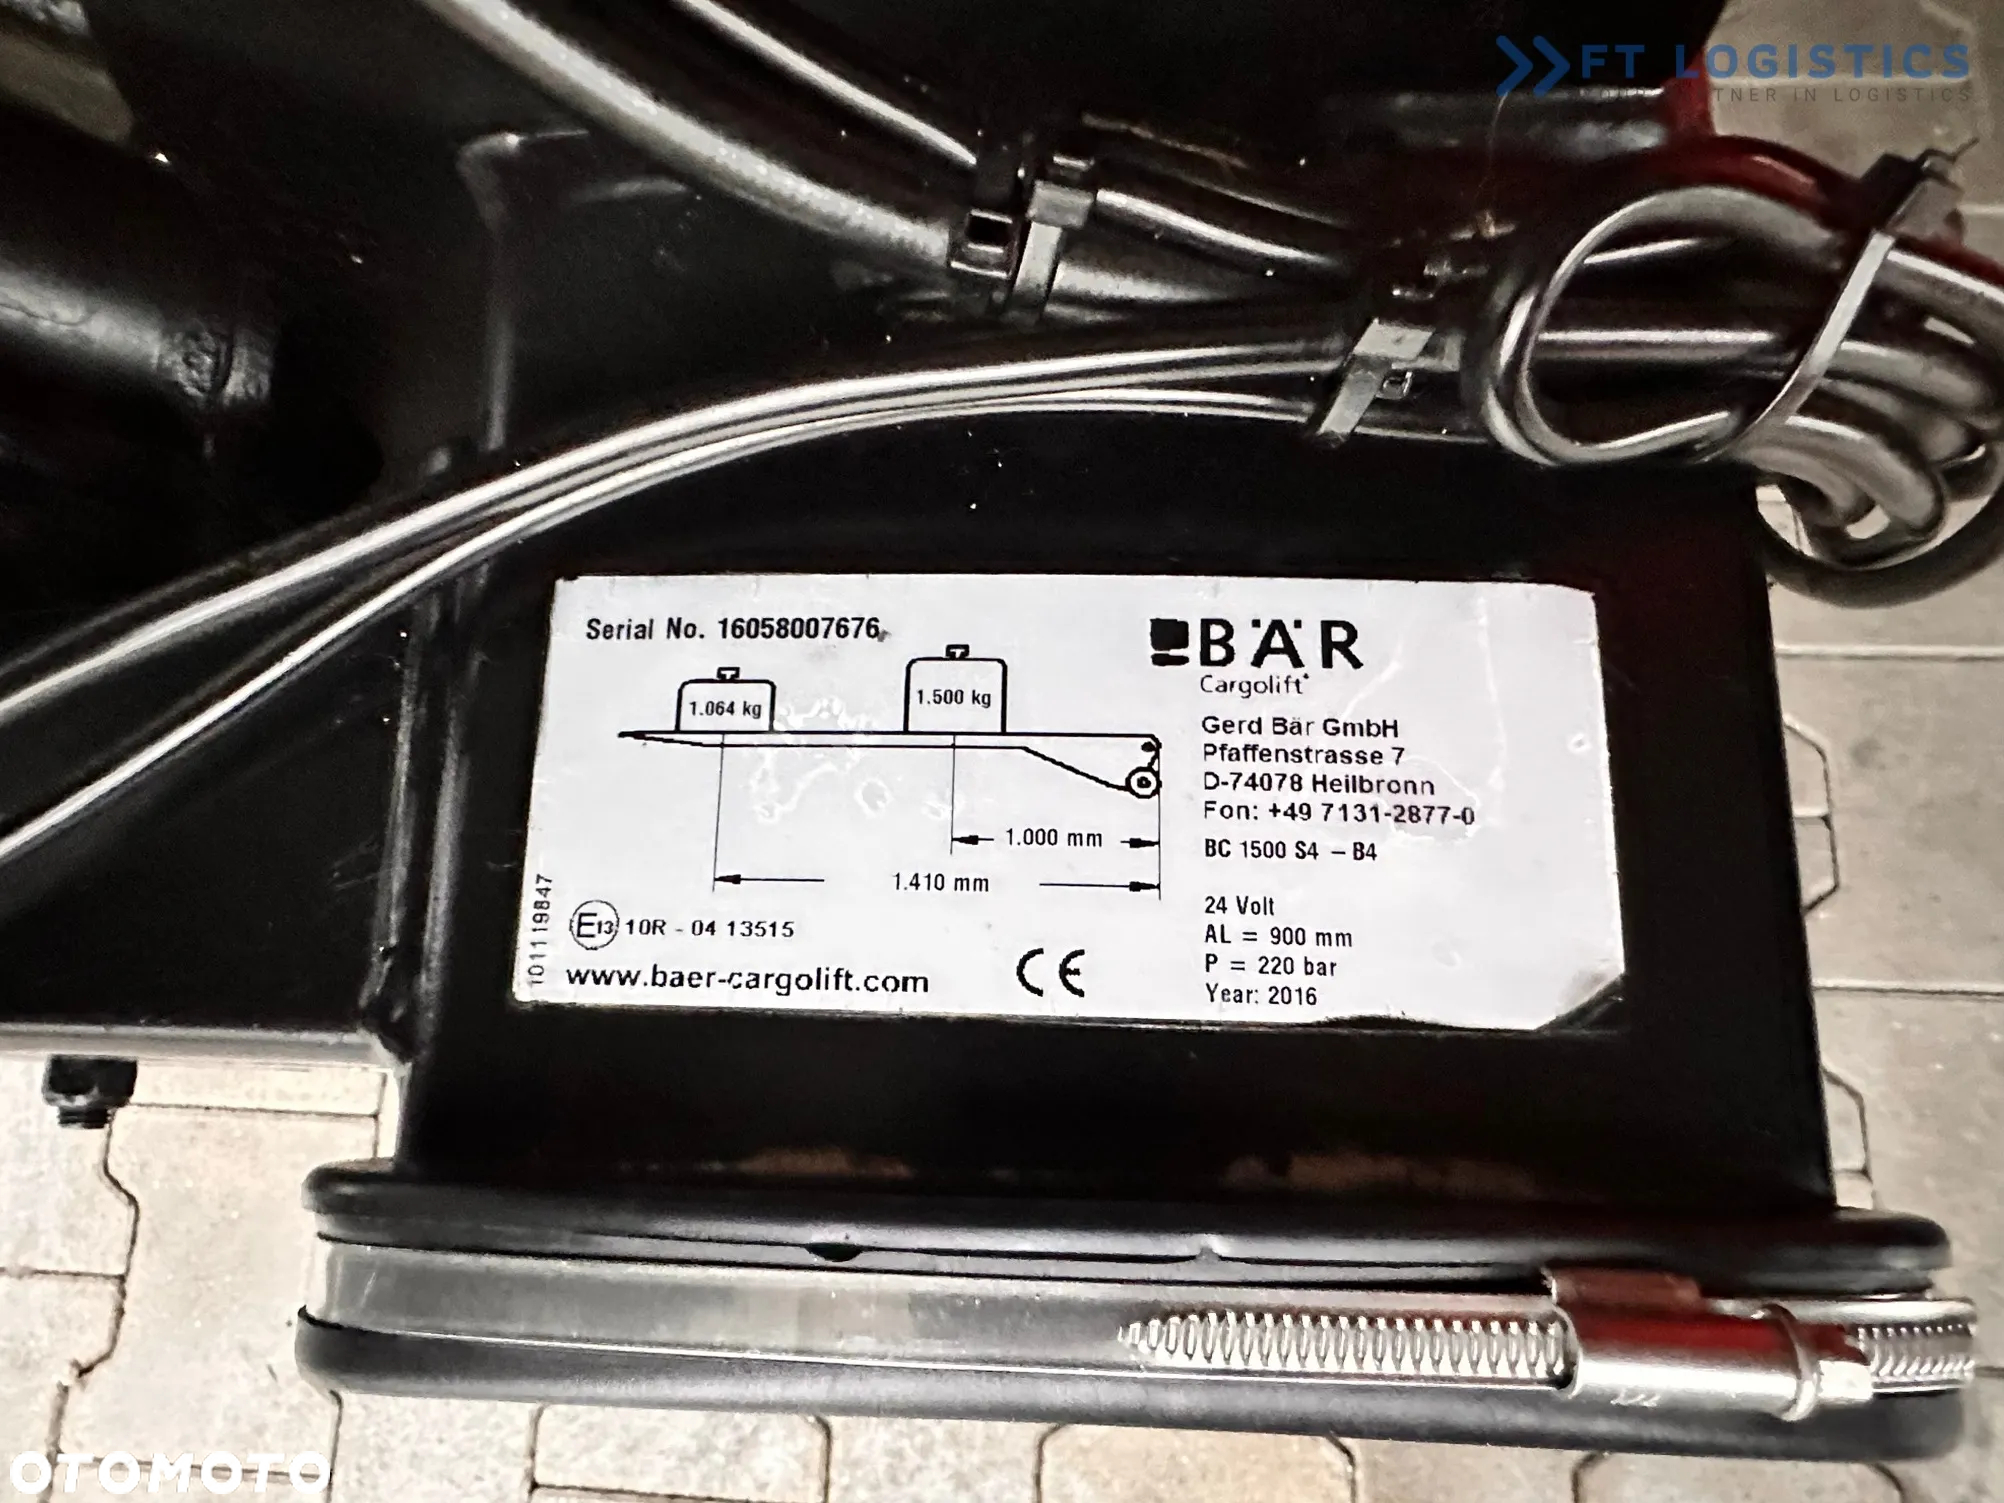 FT LOGISTICS
YOUR PARTNER IN LOGISTICS
Serial No. 16058007676
BÄR
Cargolift
1.064 kg
1.500 kg
Gerd Bär GmbH
Pfaffenstrasse 7
D-74078 Heilbronn
Fon: +49 7131-2877-0
1.000 mm
BC 1500 S4 – B4
1.410 mm
24 Volt
AL = 900 mm
P = 220 bar
Year: 2016
E13 10R - 04 13515
www.baer-cargolift.com
CE
101119847
OTOMOTO